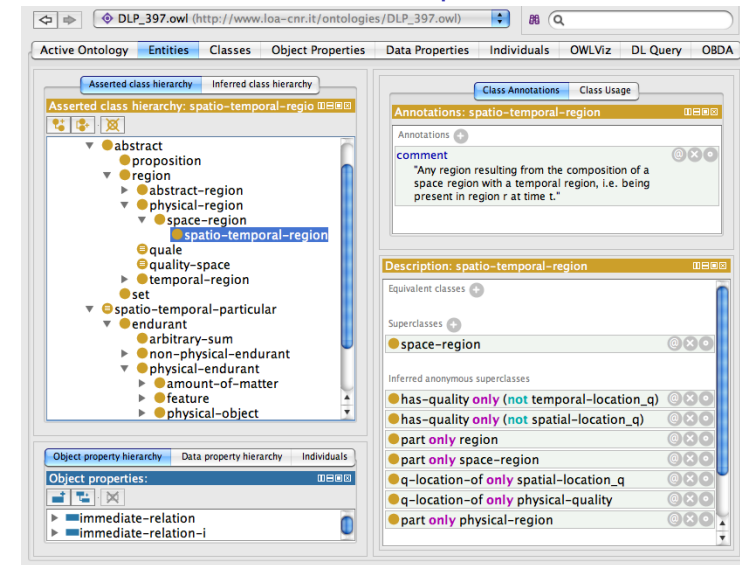 DLP_397.owl (http://www.loa-cnr.it/ontologies/DLP_397.owl)
Active Ontology Entities Classes Object Properties Data Properties Individuals OWLViz DL Query OBDA
Asserted class hierarchy Inferred class hierarchy
Asserted class hierarchy: spatio-temporal-regio
abstract
proposition
region
abstract-region
physical-region
space-region
spatio-temporal-region
quale
quality-space
temporal-region
set
spatio-temporal-particular
endurant
arbitrary-sum
non-physical-endurant
physical-endurant
amount-of-matter
feature
physical-object
Object property hierarchy Data property hierarchy Individuals
Object properties:
immediate-relation
immediate-relation-i
Class Annotations Class Usage
Annotations: spatio-temporal-region
Annotations
comment
"Any region resulting from the composition of a
space region with a temporal region, i.e. being
present in region r at time t."
Description: spatio-temporal-region
Equivalent classes
Superclasses
space-region
Inferred anonymous superclasses
has-quality only (not temporal-location_q)
has-quality only (not spatial-location_q)
part only region
part only space-region
q-location-of only spatial-location_q
q-location-of only physical-quality
part only physical-region